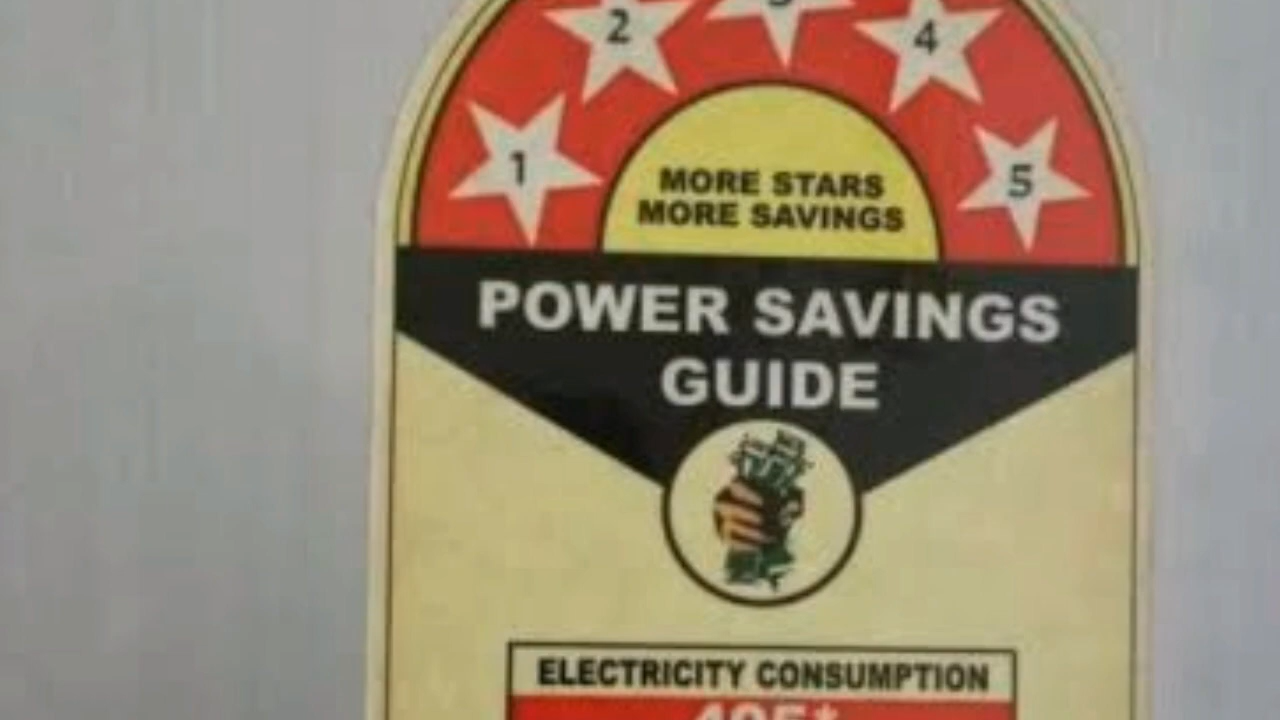 2
4
1
5
MORE STARS
MORE SAVINGS
POWER SAVINGS
GUIDE
ELECTRICITY CONSUMPTION